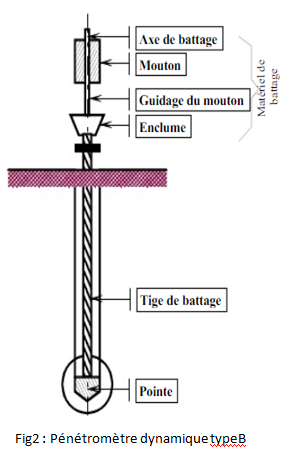 Axe de battage
Mouton
Guidage du mouton
Enclume
Matériel de
battage
Tige de battage
Pointe
Fig2 : Pénétromètre dynamique typeB